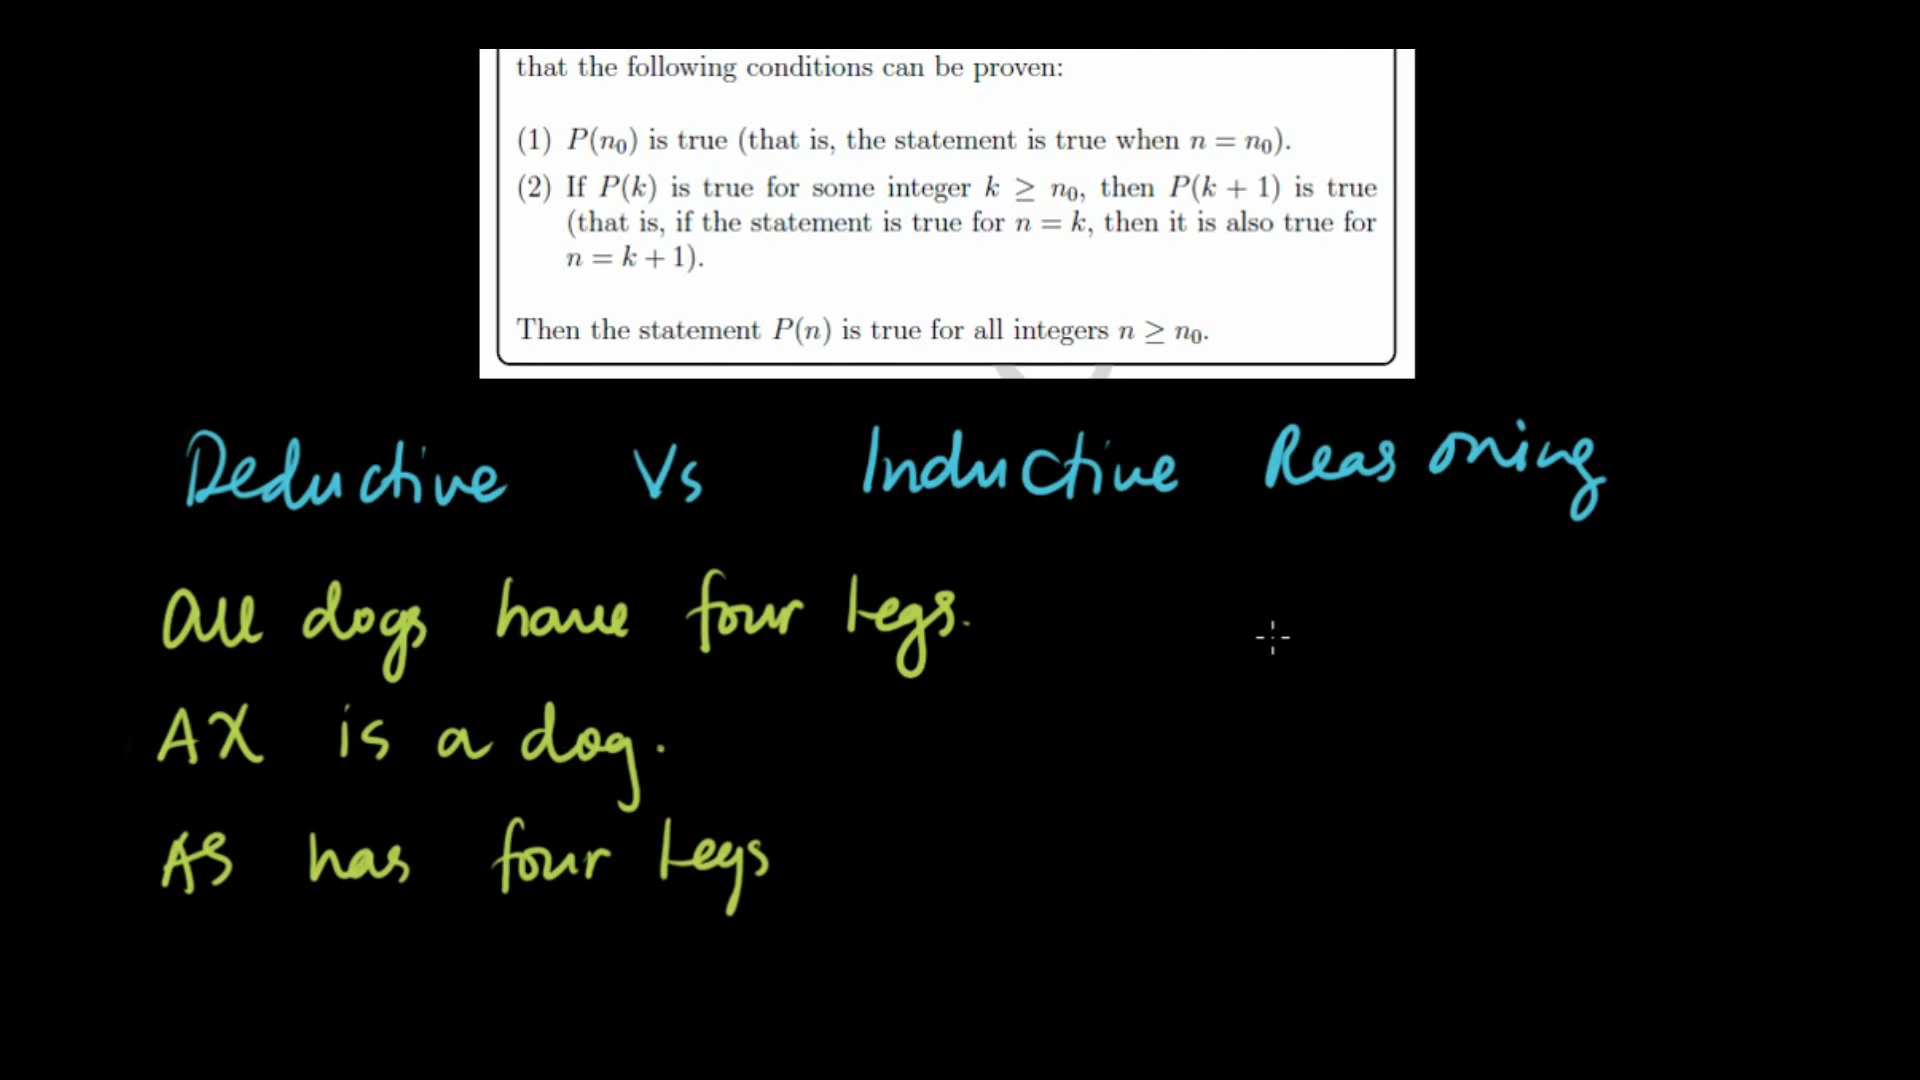 that the following conditions can be proven:
(1) P(n₀) is true (that is, the statement is true when n = n₀).
(2) If P(k) is true for some integer k ≥ n₀, then P(k + 1) is true
(that is, if the statement is true for n = k, then it is also true for
n = k + 1).
Then the statement P(n) is true for all integers n ≥ n₀.
Deductive Vs Inductive Reasoning
All dogs have four legs.
AX is a dog.
AS has four legs